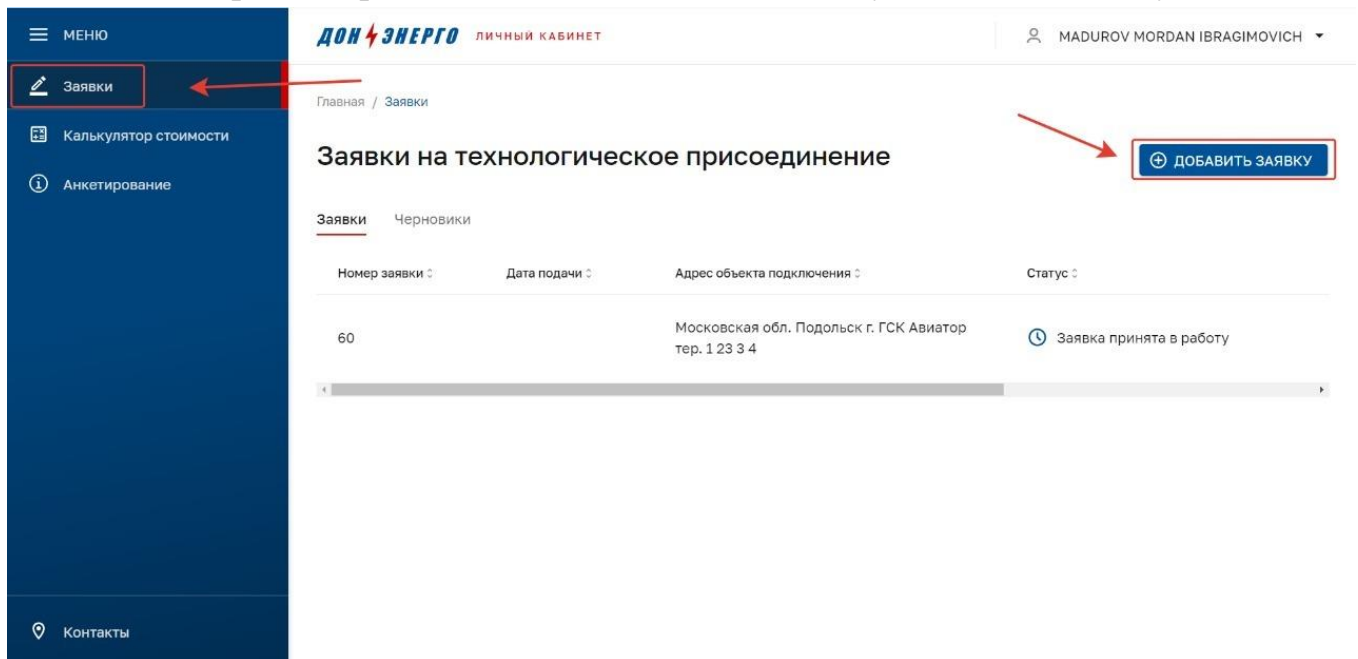 МЕНЮ
ДОН ЭНЕРГО ЛИЧНЫЙ КАБИНЕТ
MADUROV MORDAN IBRAGIMOVICH
Заявки
Калькулятор стоимости
Анкетирование
Контакты
Главная / Заявки
Заявки на технологическое присоединение
ДОБАВИТЬ ЗАЯВКУ
Заявки Черновики
Номер заявки Дата подачи Адрес объекта подключения Статус
60 Московская обл. Подольск г. ГСК Авиатор Заявка принята в работу
тер. 1 23 3 4